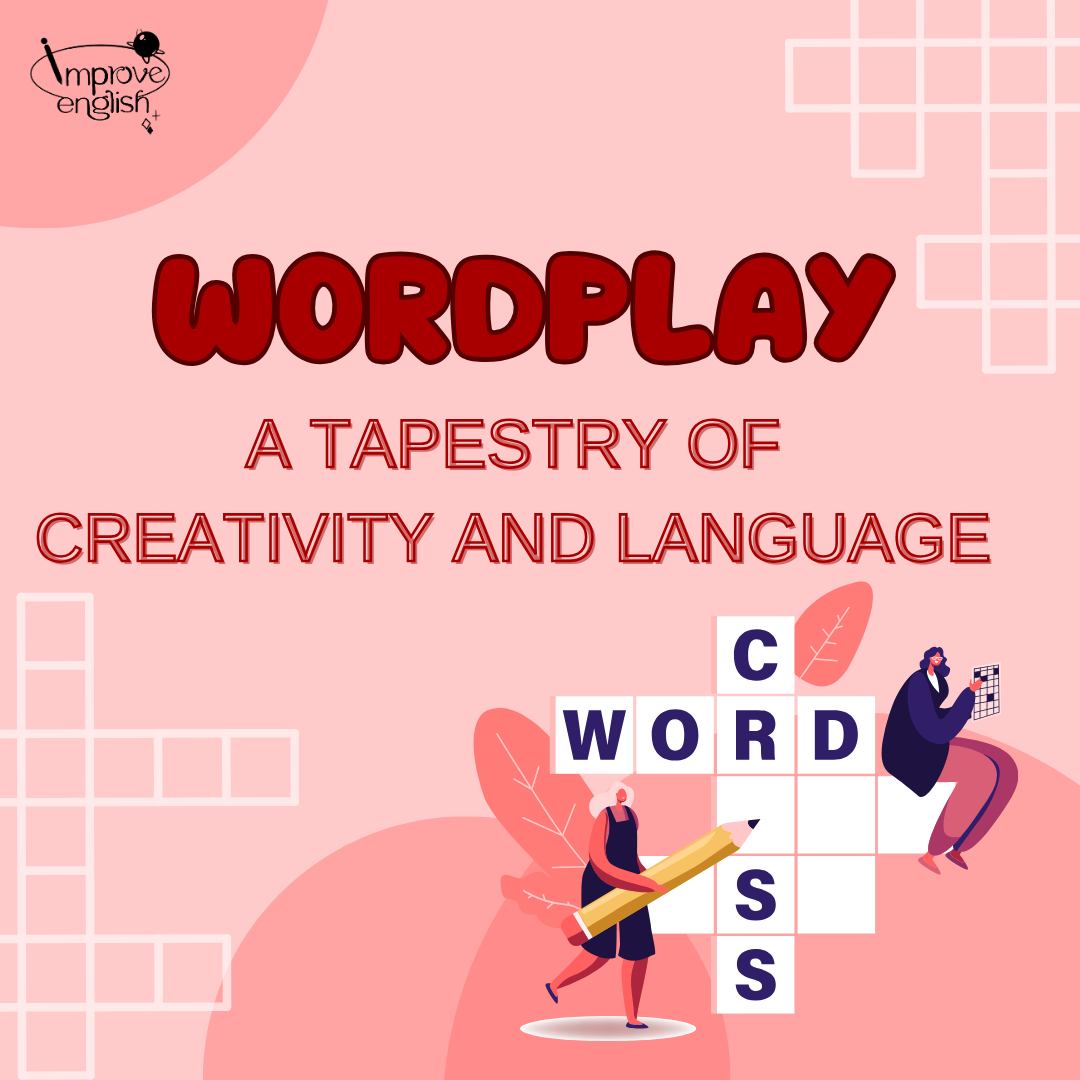 improve
english
WORDPLAY
A TAPESTRY OF
CREATIVITY AND LANGUAGE
C
WORD
S
S